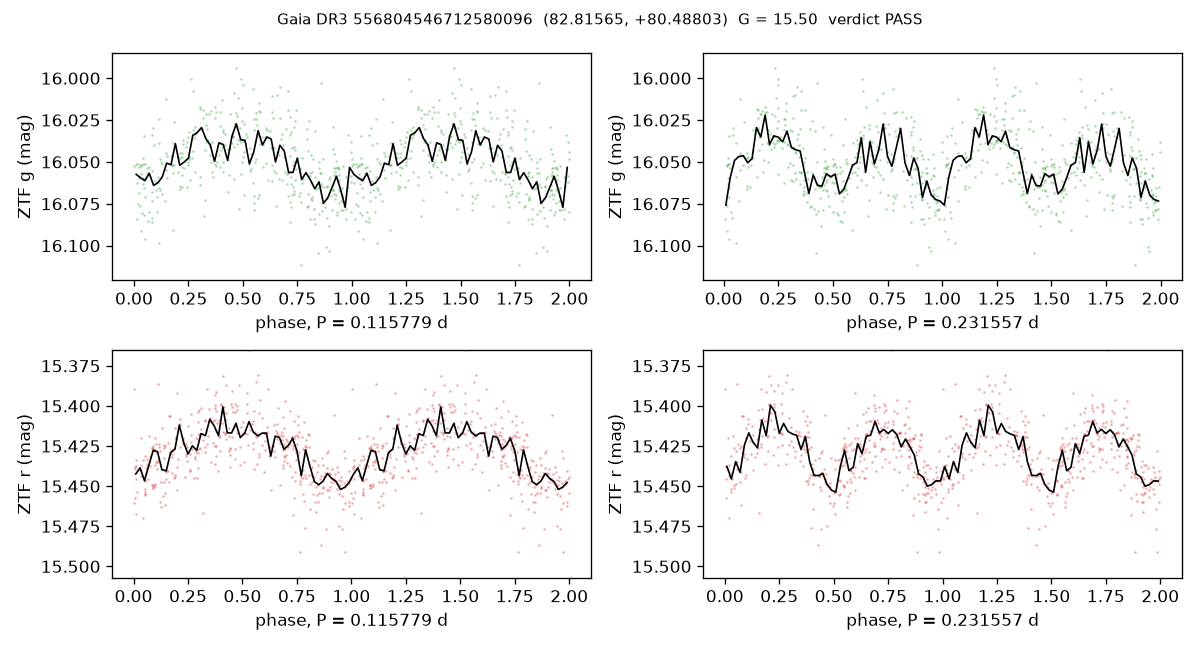 Gaia DR3 556804546712580096 (82.81565, +80.48803) G = 15.50 verdict PASS
ZTF g (mag)
16.000
16.025
16.050
16.075
16.100
0.00 0.25 0.50 0.75 1.00 1.25 1.50 1.75 2.00
phase, P = 0.115779 d
ZTF g (mag)
16.000
16.025
16.050
16.075
16.100
0.00 0.25 0.50 0.75 1.00 1.25 1.50 1.75 2.00
phase, P = 0.231557 d
ZTF r (mag)
15.375
15.400
15.425
15.450
15.475
15.500
0.00 0.25 0.50 0.75 1.00 1.25 1.50 1.75 2.00
phase, P = 0.115779 d
ZTF r (mag)
15.375
15.400
15.425
15.450
15.475
15.500
0.00 0.25 0.50 0.75 1.00 1.25 1.50 1.75 2.00
phase, P = 0.231557 d